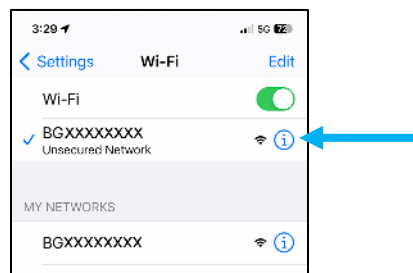 3:29 5G 72
Settings Wi-Fi Edit
Wi-Fi
BGXXXXXXXX
Unsecured Network
MY NETWORKS
BGXXXXXXXX